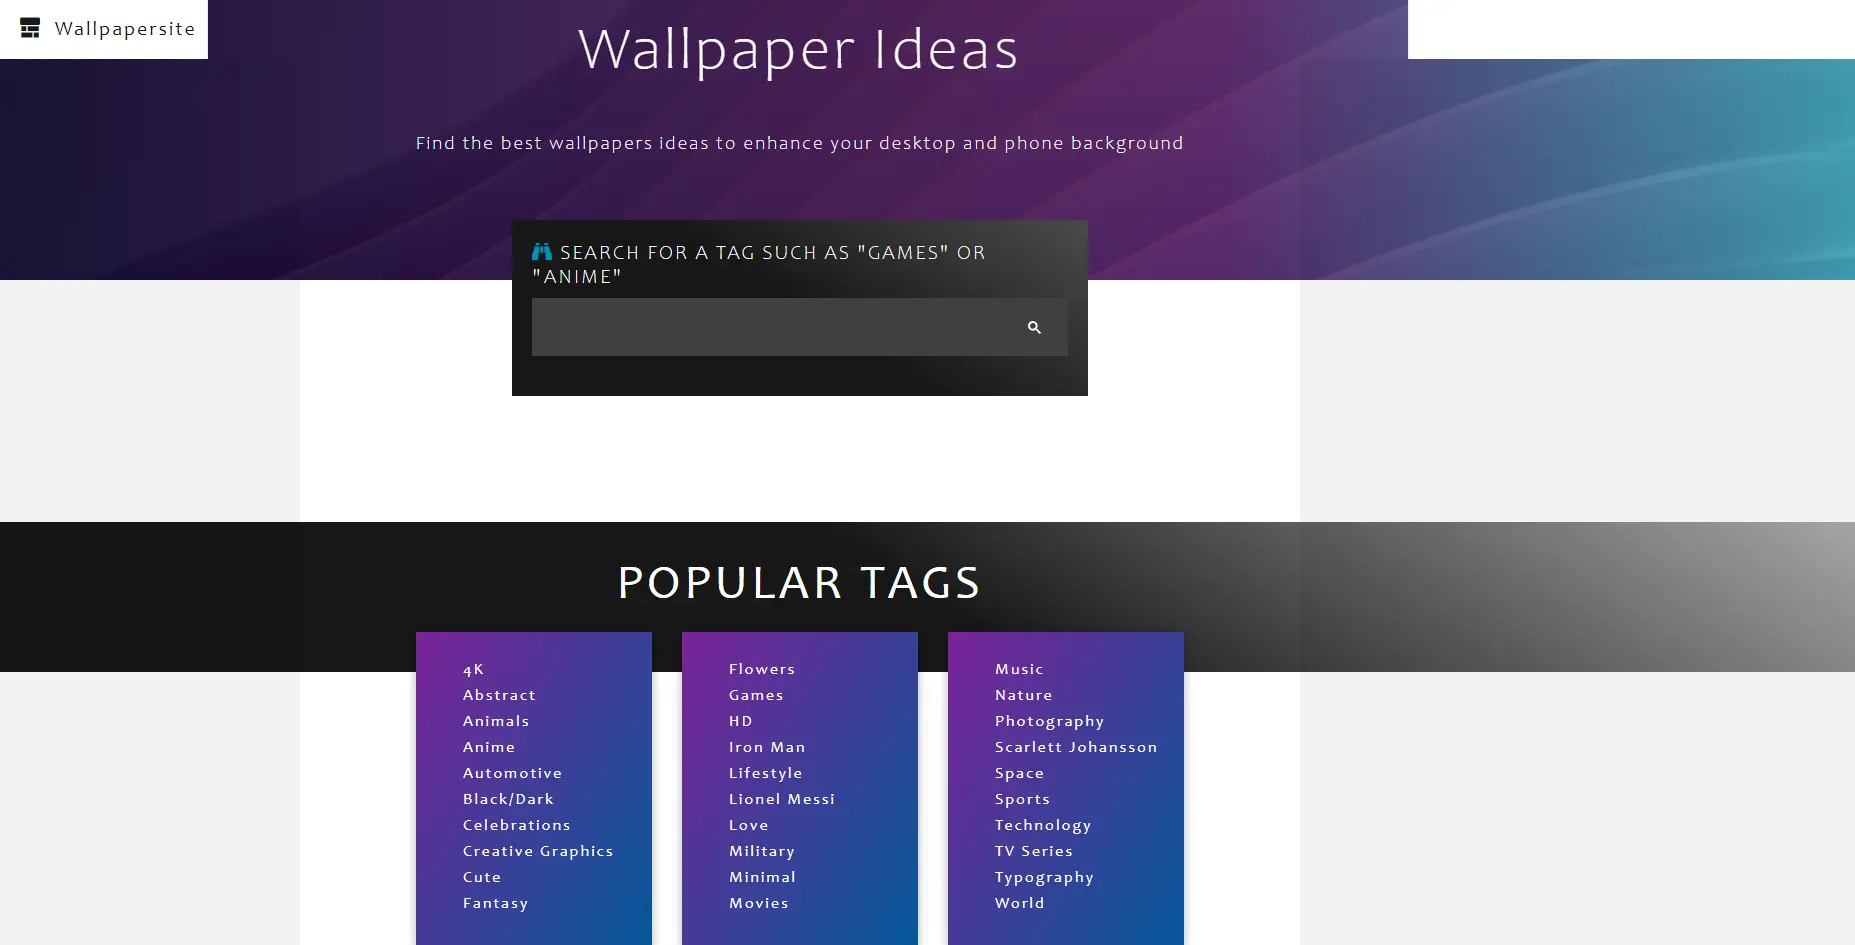 Wallpapersite
Wallpaper Ideas
Find the best wallpapers ideas to enhance your desktop and phone background
SEARCH FOR A TAG SUCH AS "GAMES" OR
"ANIME"
POPULAR TAGS
4K
Abstract
Animals
Anime
Automotive
Black/Dark
Celebrations
Creative Graphics
Cute
Fantasy
Flowers
Games
HD
Iron Man
Lifestyle
Lionel Messi
Love
Military
Minimal
Movies
Music
Nature
Photography
Scarlett Johansson
Space
Sports
Technology
TV Series
Typography
World